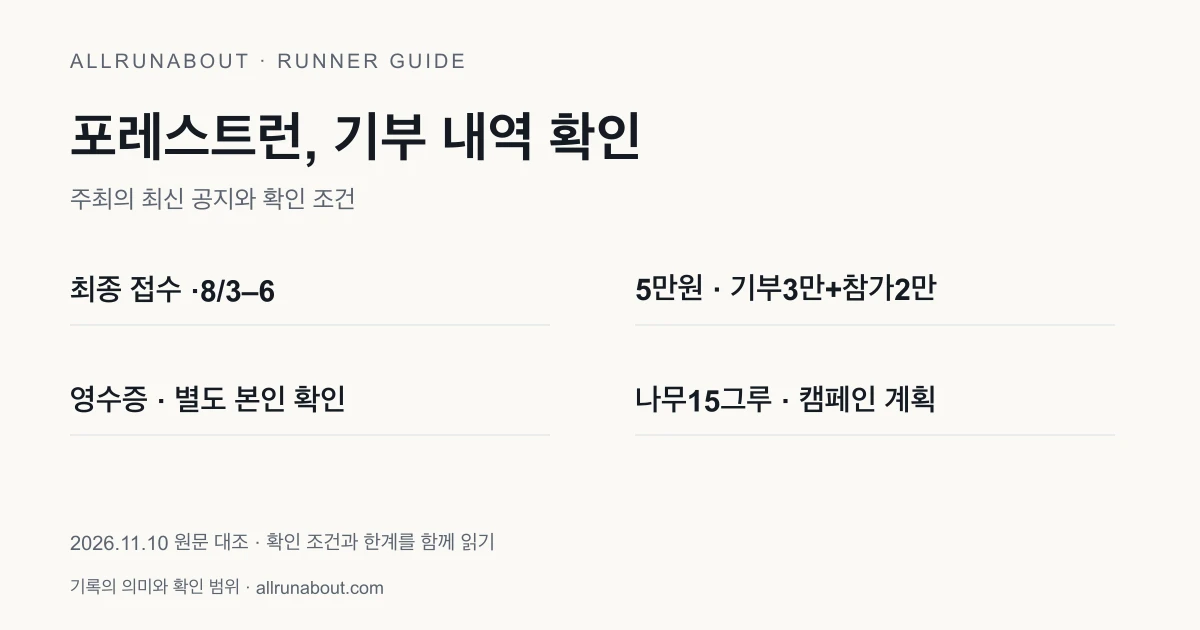 ALLRUNABOUT · RUNNER GUIDE
포레스트런, 기부 내역 확인
주최의 최신 공지와 확인 조건
최종 접수 ·8/3–6
5만원 · 기부3만+참가2만
영수증 · 별도 본인 확인
나무15그루 · 캠페인 계획
2026.11.10 원문 대조 · 확인 조건과 한계를 함께 읽기
기록의 의미와 확인 범위 · allrunabout.com